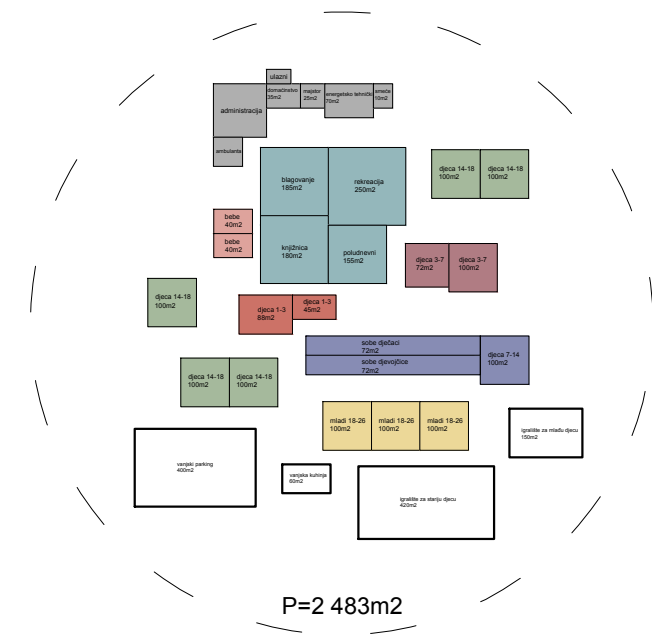 ulazni
domaćinstvo
35m2
majstor
25m2
energetsko tehnički
70m2
smeće
10m2
administracija
ambulanta
blagovanje
185m2
rekreacija
250m2
djeca 14-18
100m2
djeca 14-18
100m2
bebe
40m2
bebe
40m2
knjižnica
180m2
poludnevni
155m2
djeca 3-7
72m2
djeca 3-7
100m2
djeca 14-18
100m2
djeca 1-3
88m2
djeca 1-3
45m2
sobe dječaci
72m2
sobe djevojčice
72m2
djeca 7-14
100m2
djeca 14-18
100m2
djeca 14-18
100m2
mladi 18-26
100m2
mladi 18-26
100m2
mladi 18-26
100m2
igralište za mlađu djecu
150m2
vanjski parking
400m2
vanjska kuhinja
60m2
igralište za stariju djecu
420m2
P=2 483m2